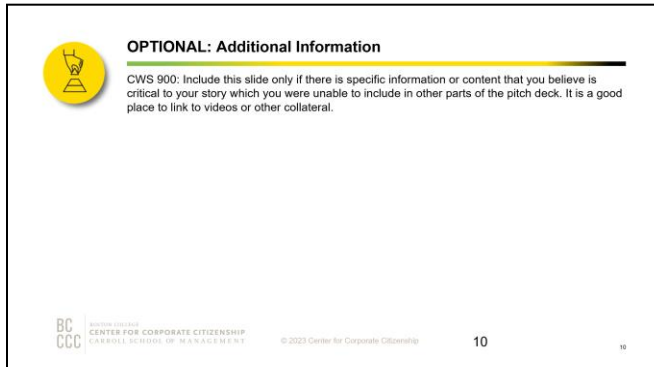 OPTIONAL: Additional Information
CWS 900: Include this slide only if there is specific information or content that you believe is
critical to your story which you were unable to include in other parts of the pitch deck. It is a good
place to link to videos or other collateral.
BC
CCC
BOSTON COLLEGE
CENTER FOR CORPORATE CITIZENSHIP
CARROLL SCHOOL OF MANAGEMENT
© 2023 Center for Corporate Citizenship
10
10